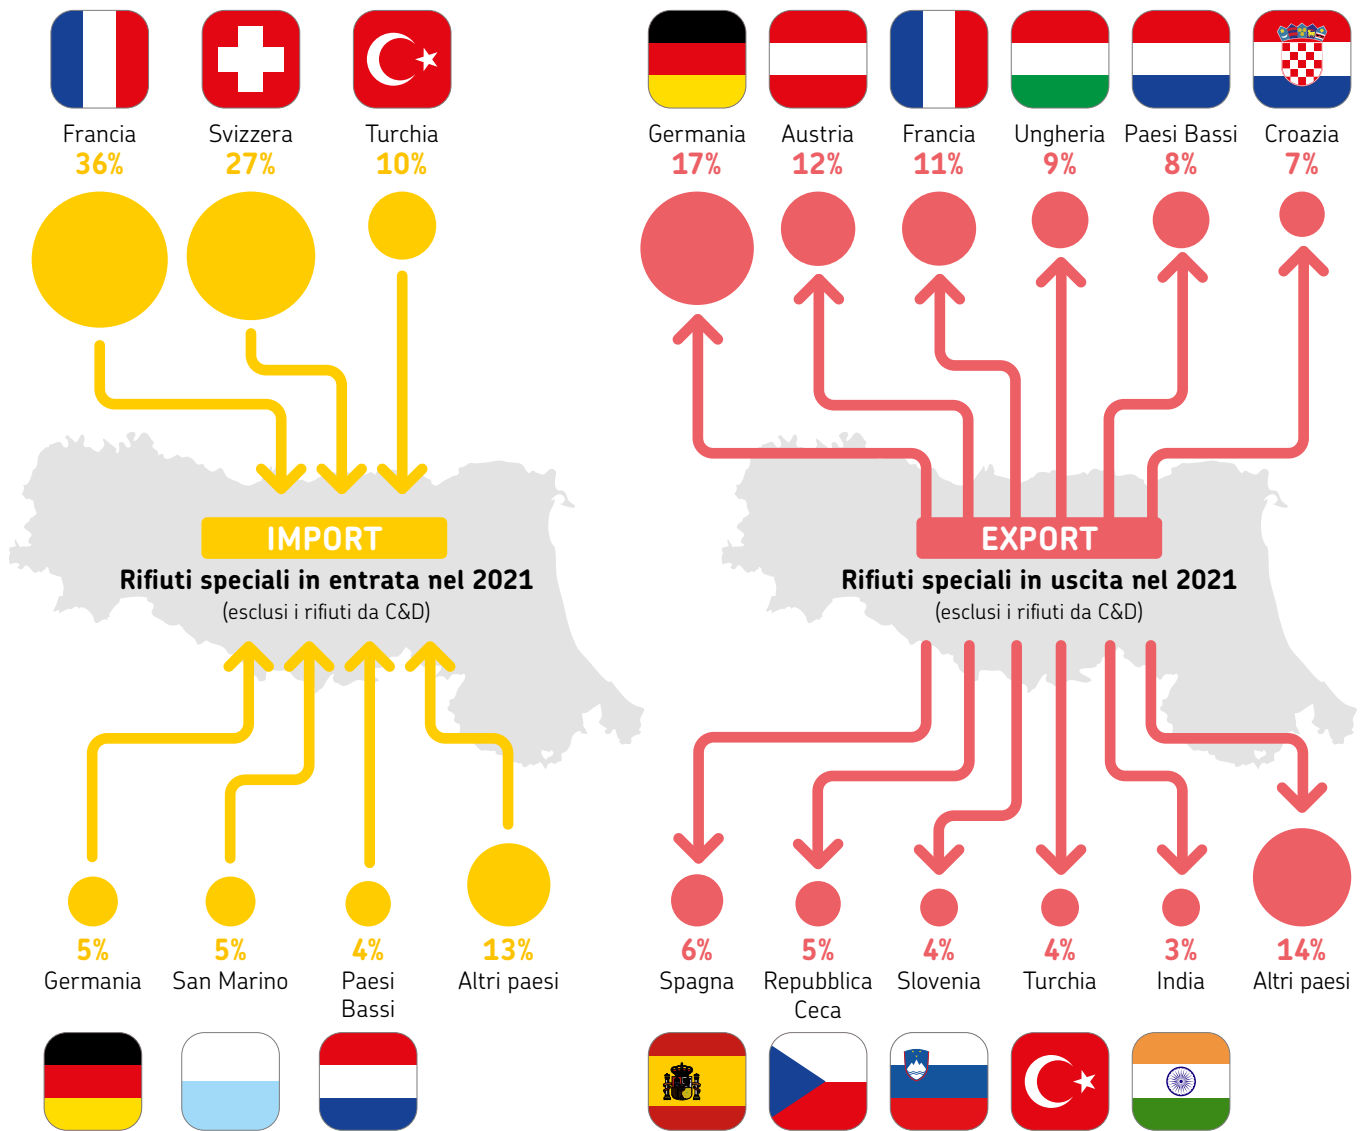 Francia
36%
Svizzera
27%
Turchia
10%
IMPORT
Rifiuti speciali in entrata nel 2021
(esclusi i rifiuti da C&D)
5%
Germania
5%
San Marino
4%
Paesi
Bassi
13%
Altri paesi
Germania
17%
Austria
12%
Francia
11%
Ungheria
9%
Paesi Bassi
8%
Croazia
7%
EXPORT
Rifiuti speciali in uscita nel 2021
(esclusi i rifiuti da C&D)
6%
Spagna
5%
Repubblica
Ceca
4%
Slovenia
4%
Turchia
3%
India
14%
Altri paesi